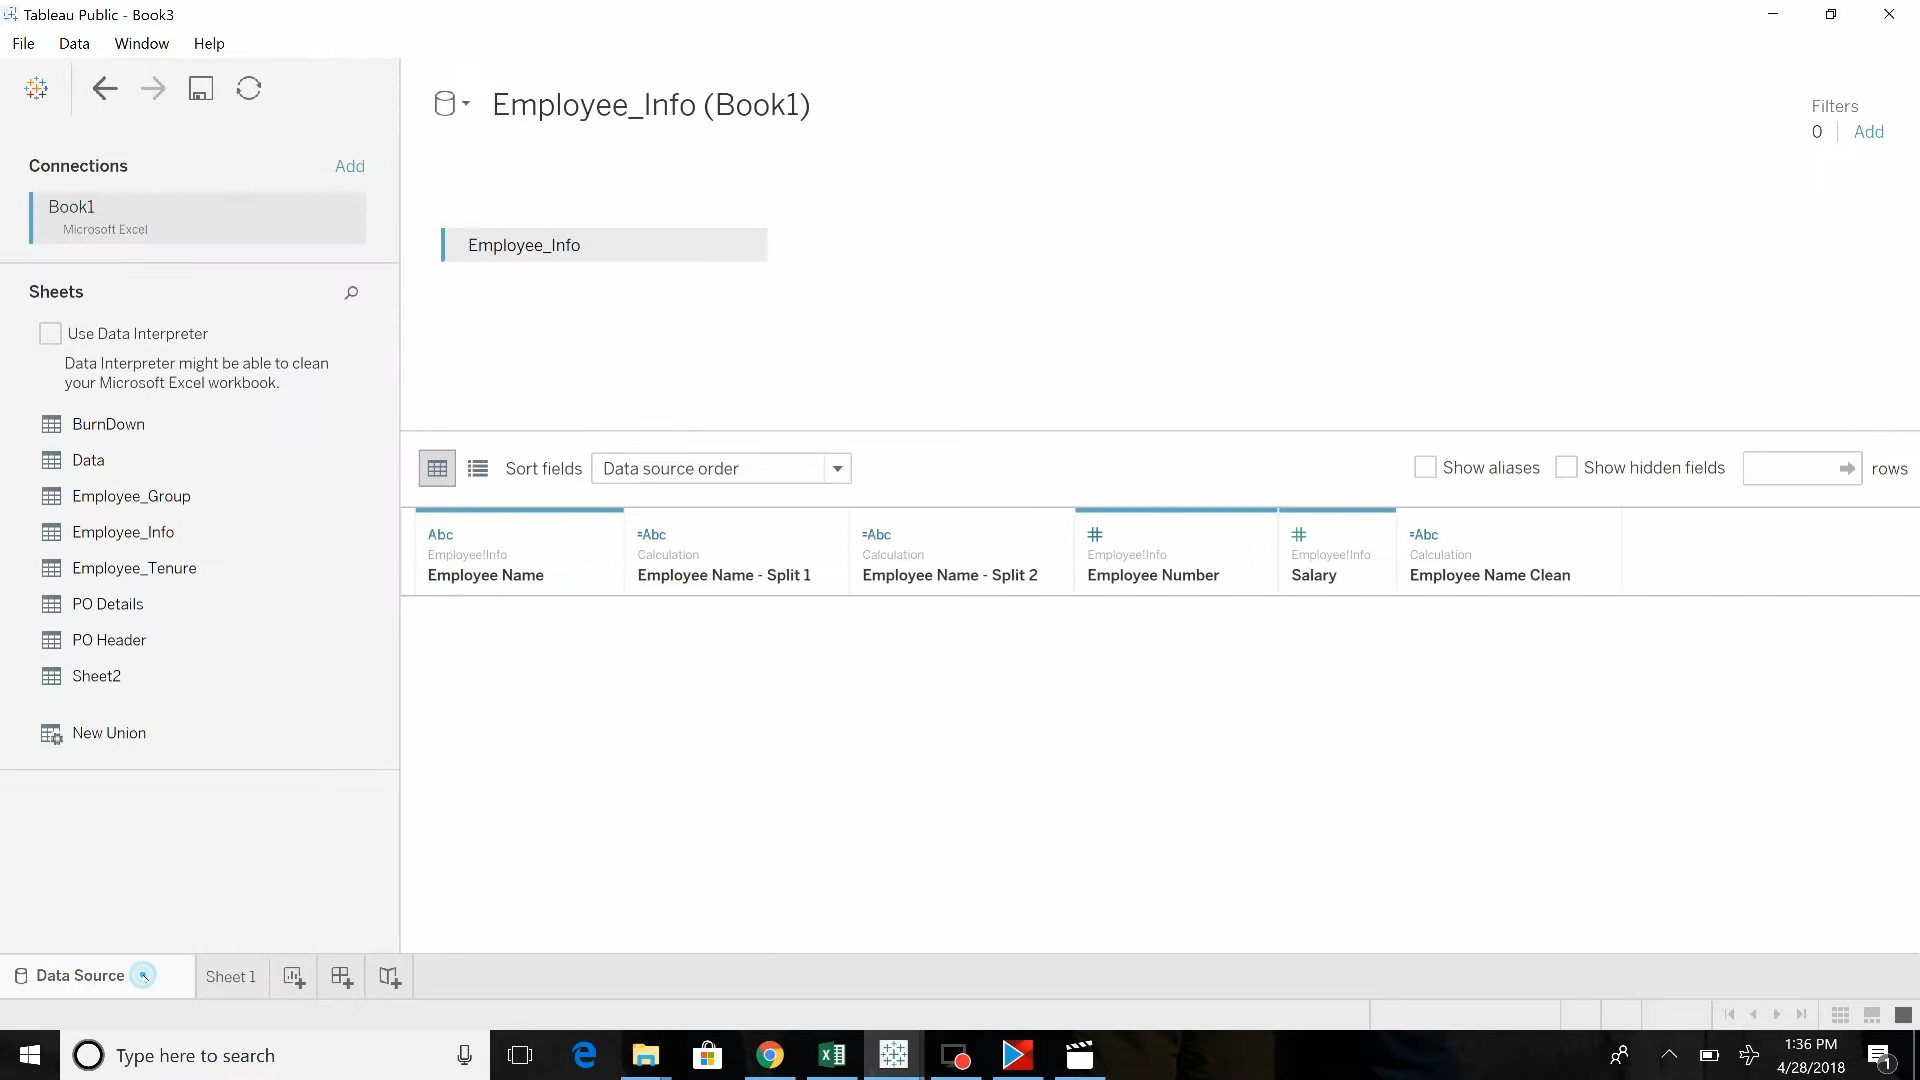 Tableau Public - Book3
File Data Window Help
Employee_Info (Book1)
Filters
0 Add
Connections Add
Book1
Microsoft Excel
Employee_Info
Sheets
Use Data Interpreter
Data Interpreter might be able to clean
your Microsoft Excel workbook.
BurnDown
Data
Employee_Group
Employee_Info
Employee_Tenure
PO Details
PO Header
Sheet2
New Union
Sort fields Data source order Show aliases Show hidden fields rows
Abc =Abc =Abc # # =Abc
Employee!Info Calculation Calculation Employee!Info Employee!Info Calculation
Employee Name Employee Name - Split 1 Employee Name - Split 2 Employee Number Salary Employee Name Clean
Data Source Sheet 1
Type here to search
1:36 PM
4/28/2018
1